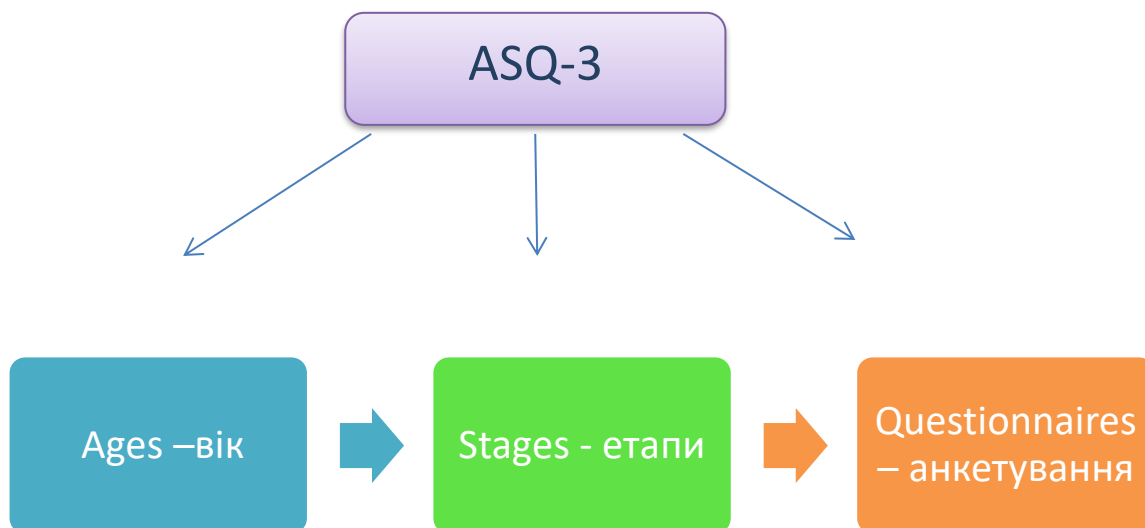 ASQ-3
Ages –вік
Stages - етапи
Questionnaires
– анкетування